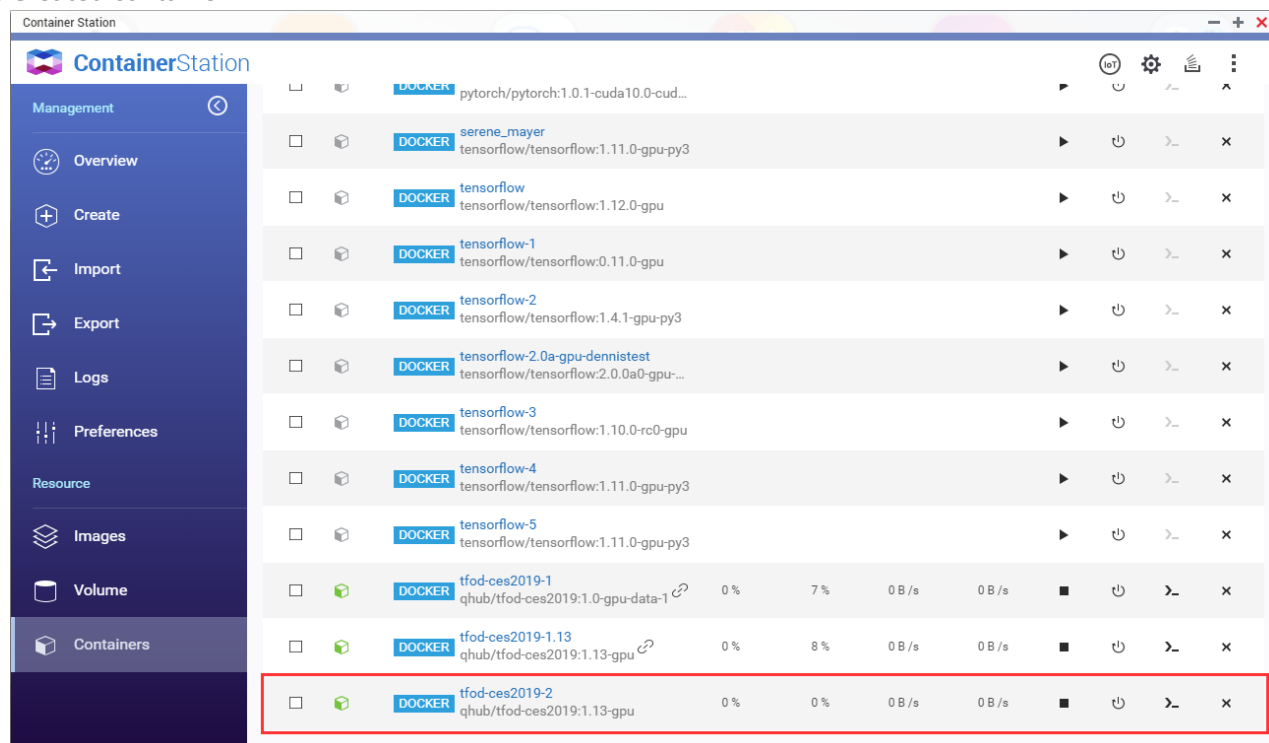 Container Station
ContainerStation
IoT
Management
Overview
Create
Import
Export
Logs
Preferences
Resource
Images
Volume
Containers
DOCKER pytorch/pytorch:1.0.1-cuda10.0-cud...
DOCKER serene_mayer
tensorflow/tensorflow:1.11.0-gpu-py3
DOCKER tensorflow
tensorflow/tensorflow:1.12.0-gpu
DOCKER tensorflow-1
tensorflow/tensorflow:0.11.0-gpu
DOCKER tensorflow-2
tensorflow/tensorflow:1.4.1-gpu-py3
DOCKER tensorflow-2.0a-gpu-dennistest
tensorflow/tensorflow:2.0.0a0-gpu-...
DOCKER tensorflow-3
tensorflow/tensorflow:1.10.0-rc0-gpu
DOCKER tensorflow-4
tensorflow/tensorflow:1.11.0-gpu-py3
DOCKER tensorflow-5
tensorflow/tensorflow:1.11.0-gpu-py3
DOCKER tfod-ces2019-1
qhub/tfod-ces2019:1.0-gpu-data-1 0 % 7 % 0 B /s 0 B /s
DOCKER tfod-ces2019-1.13
qhub/tfod-ces2019:1.13-gpu 0 % 8 % 0 B /s 0 B /s
DOCKER tfod-ces2019-2
qhub/tfod-ces2019:1.13-gpu 0 % 0 % 0 B /s 0 B /s